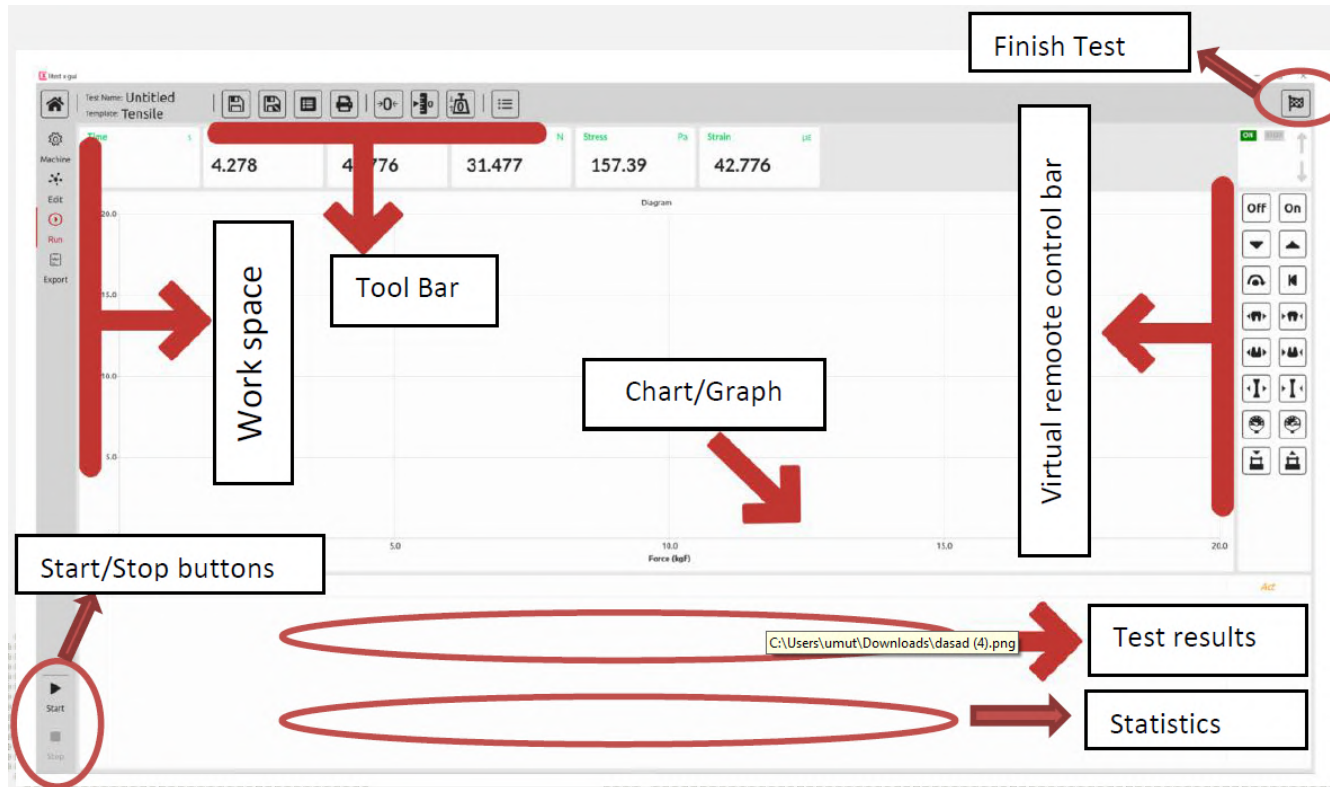 Finish Test
Test Name: Untitled
Template: Tensile
→0←
Time s
N
Stress Pa
Strain με
ON STOP
4.278
31.477
157.39
42.776
Machine
Edit
Run
Export
Diagram
20.0
15.0
10.0
5.0
Off On
Work space
Tool Bar
Chart/Graph
Virtual remoote control bar
5.0
10.0
15.0
20.0
Force (kgf)
Start/Stop buttons
Act
C:\Users\umut\Downloads\dasad (4).png
Test results
Statistics
Start
Stop